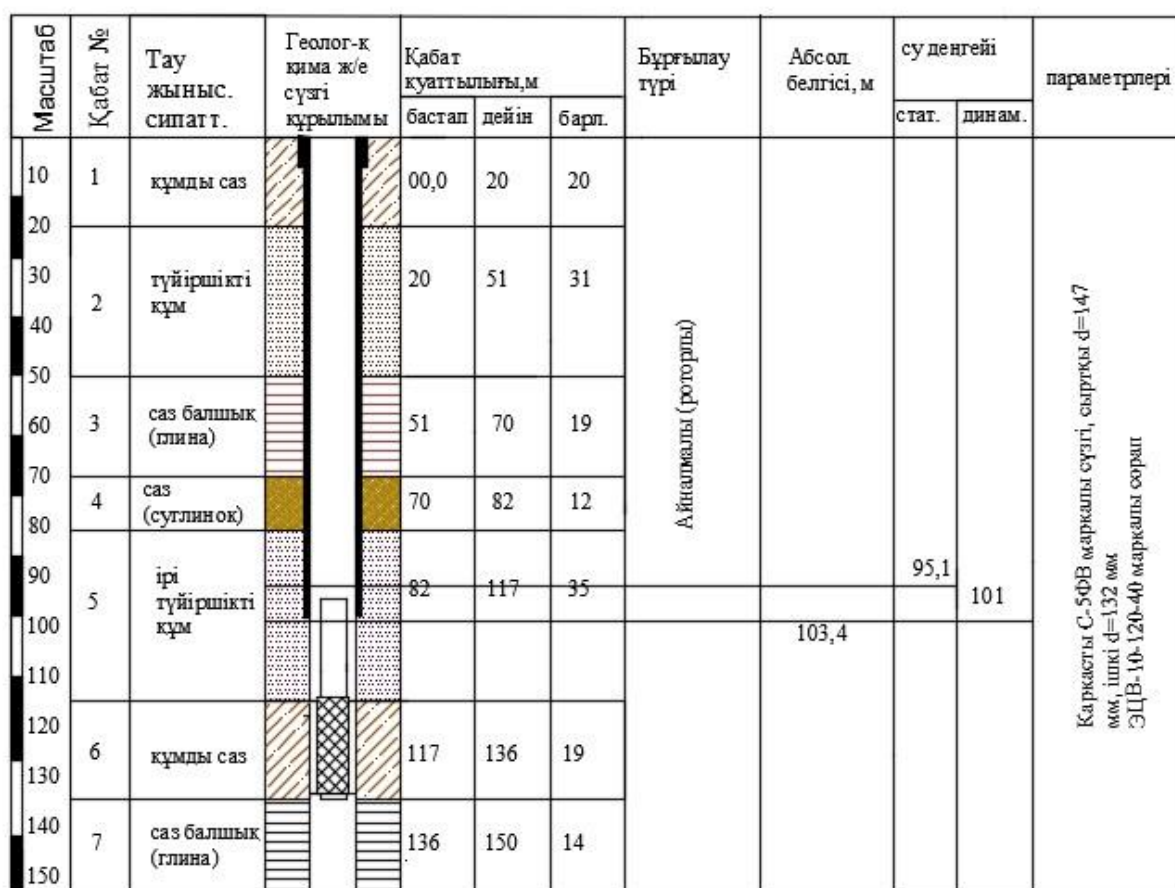 Масштаб
Қабат №
Тау
жыныс.
сипатт.
Геолог-қ
қима ж/е
сүзгі
құрылымы
Қабат
қуаттылығы,м
бастап
дейін
барл.
Бұрғылау
түрі
Абсол.
белгісі, м
су деңгейі
стат.
динам.
параметрлері
10
20
30
40
50
60
70
80
90
100
110
120
130
140
150
1
құмды саз
00,0
20
20
2
түйіршікті
құм
20
51
31
3
саз балшық
(глина)
51
70
19
4
саз
(суглинок)
70
82
12
5
ірі
түйіршікті
құм
82
117
35
6
құмды саз
117
136
19
7
саз балшық
(глина)
136
150
14
Айналмалы (роторлы)
103,4
95,1
101
Каркасты С-5ФВ маркалы сүзгі, сыртқы d=147
мм, ішкі d=132 мм
ЭЦВ-10-120-40 маркалы сорап